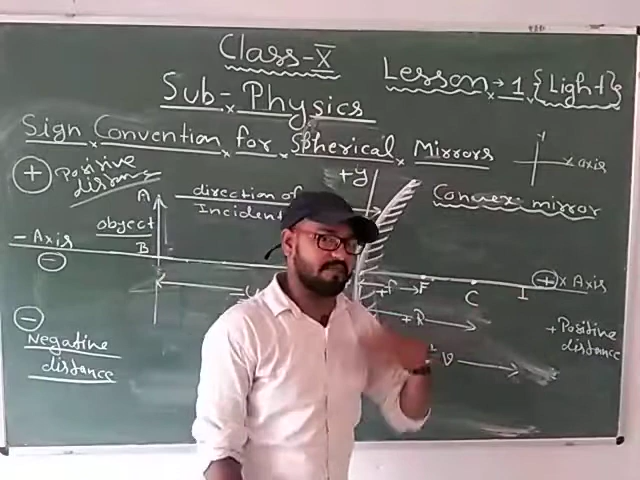 Class-X
Lesson → 1 {Light}
Sub- Physics
Sign Convention for Spherical Mirrors
+ Positive
distance
x axis
+y
direction of
Incident
Convex mirror
A
object
B
- Axis
-
+f → F
C
I
+ x Axis
+ R
- Negative
distance
+ Positive
distance